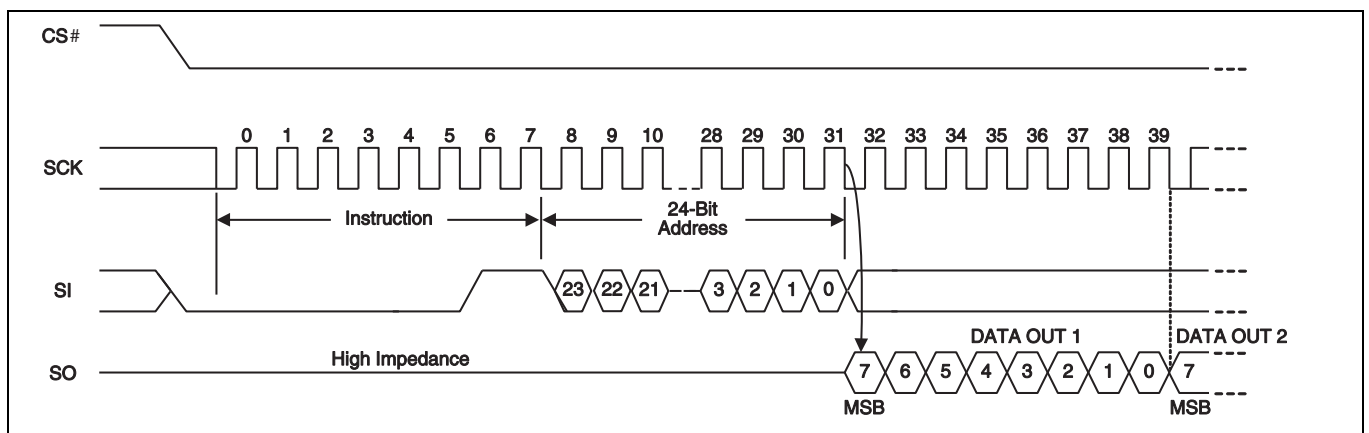 CS#
0 1 2 3 4 5 6 7 8 9 10 28 29 30 31 32 33 34 35 36 37 38 39
SCK
Instruction
24-Bit
Address
SI
23 22 21 3 2 1 0
DATA OUT 1 DATA OUT 2
High Impedance
SO
7 6 5 4 3 2 1 0 7
MSB MSB